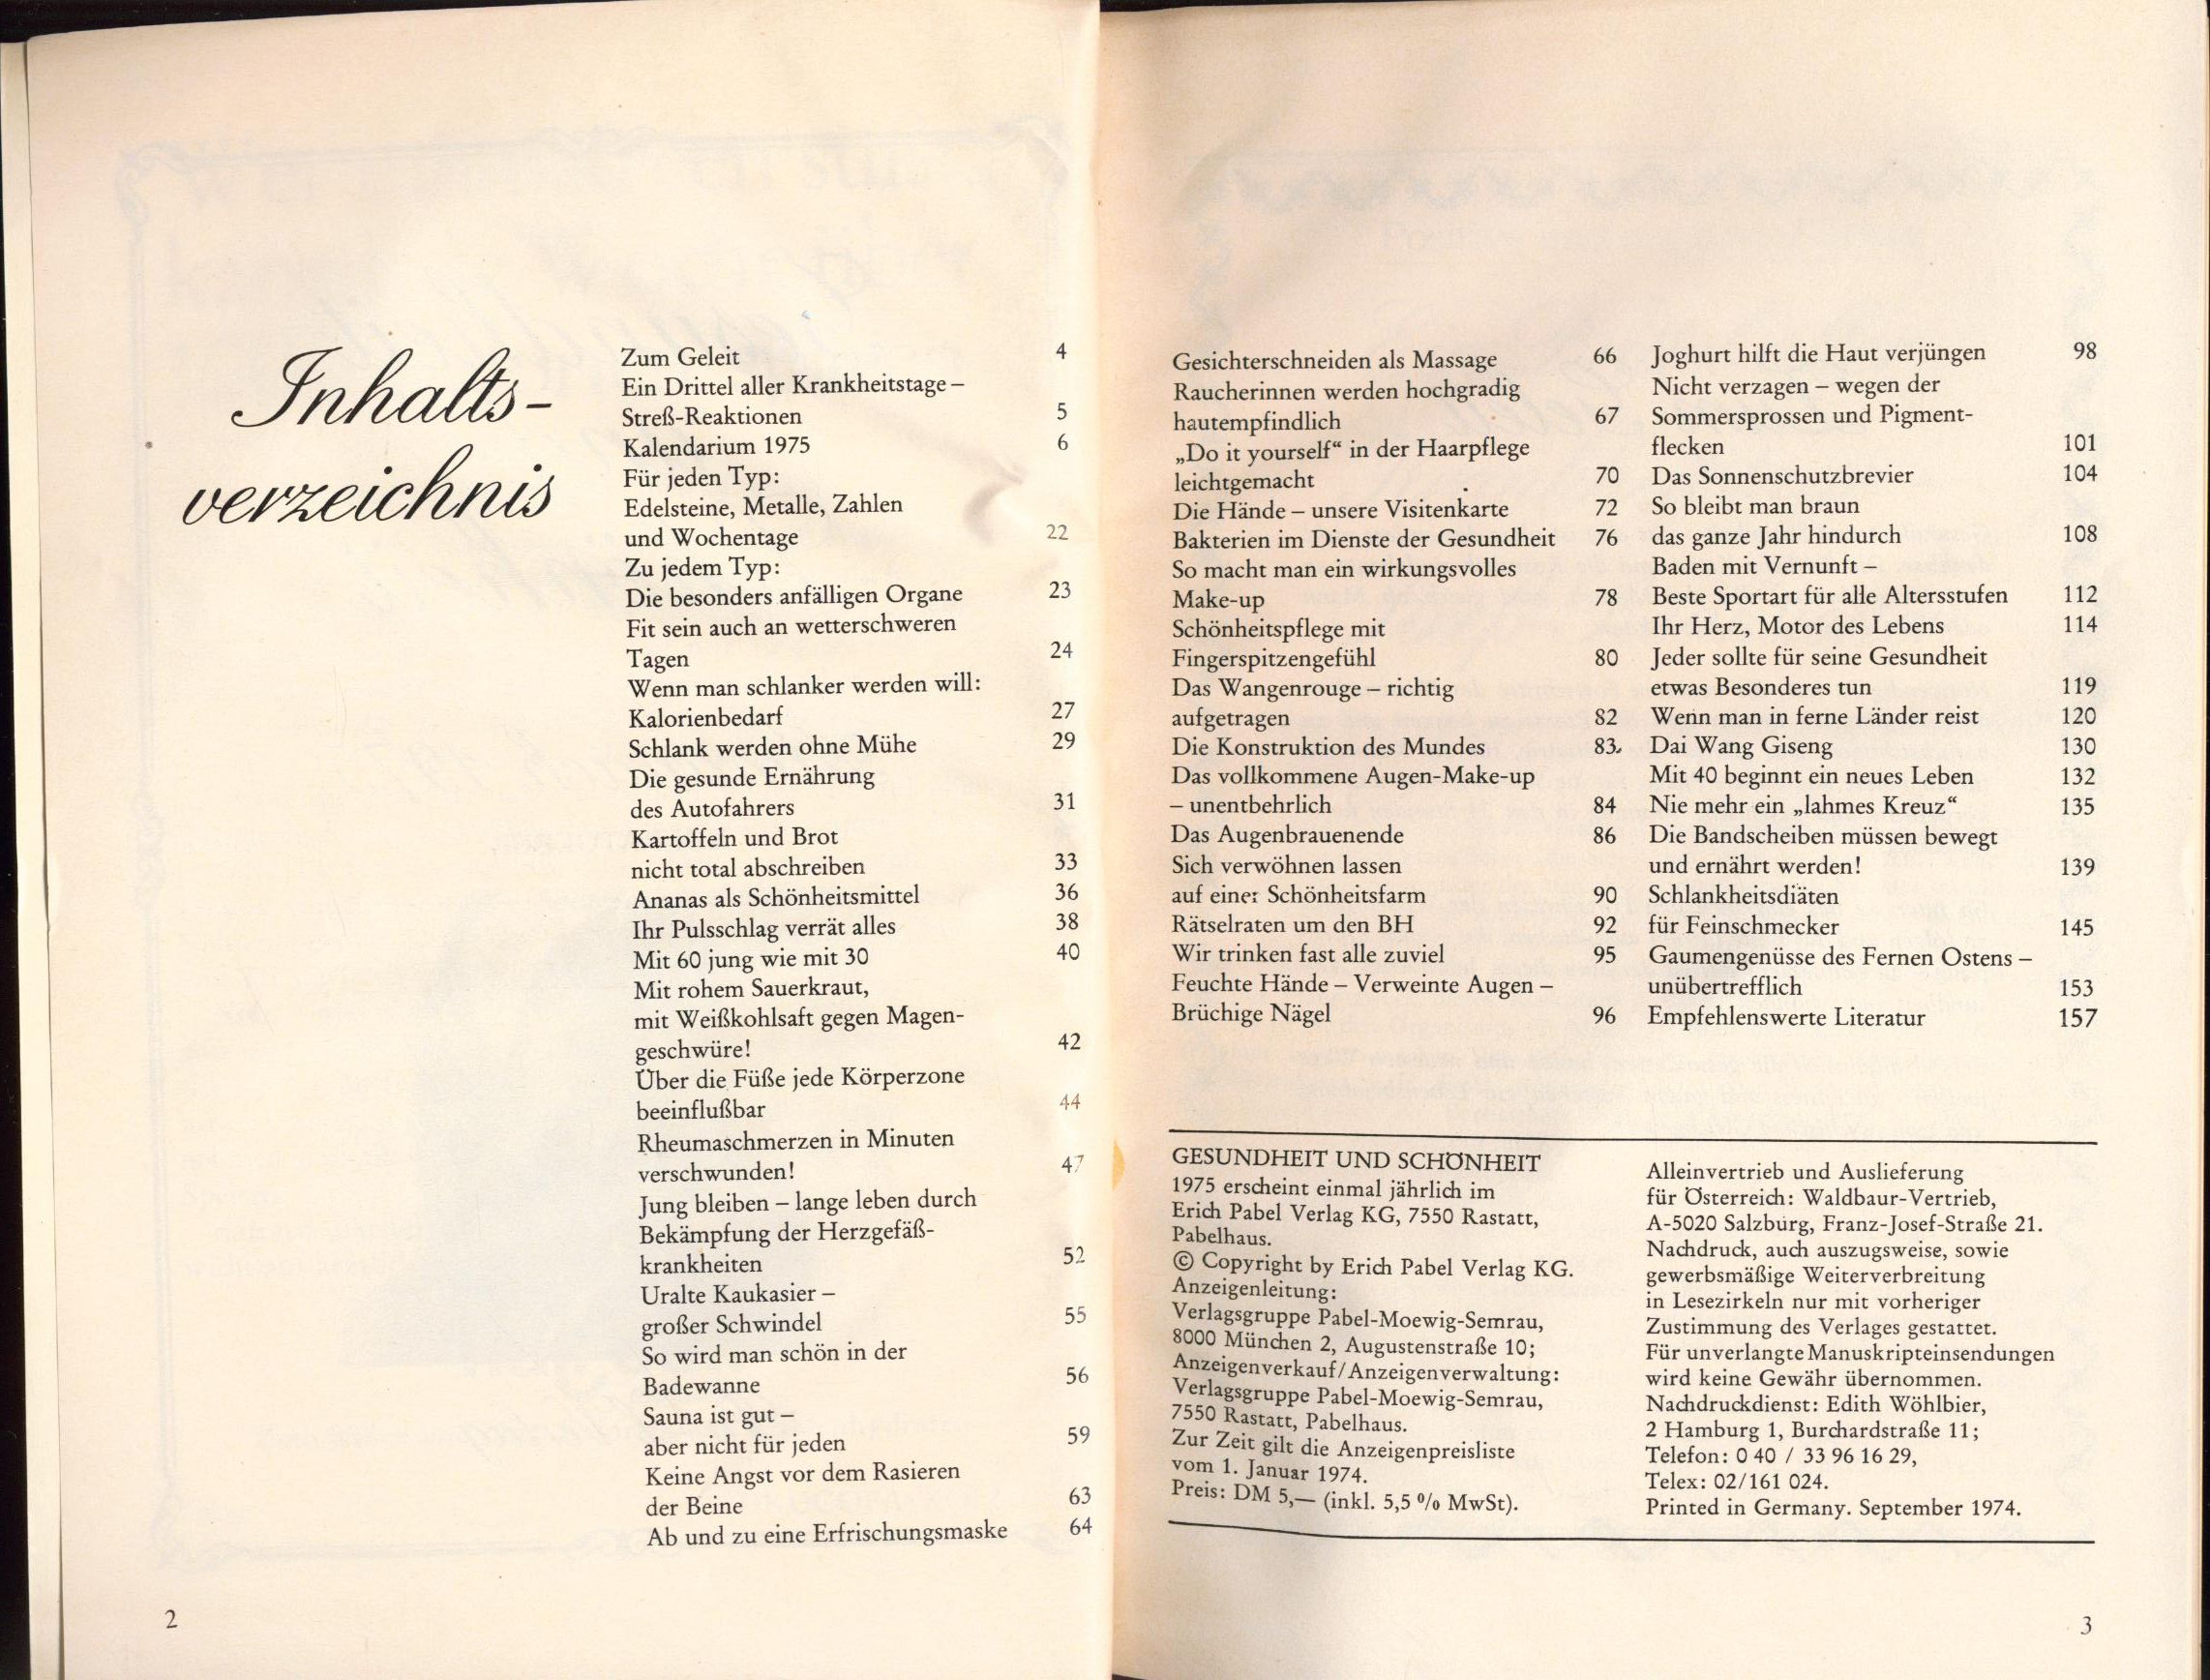 Inhalts-
verzeichnis
Zum Geleit 4
Ein Drittel aller Krankheitstage –
Streß-Reaktionen 5
Kalendarium 1975 6
Für jeden Typ:
Edelsteine, Metalle, Zahlen
und Wochentage 22
Zu jedem Typ:
Die besonders anfälligen Organe 23
Fit sein auch an wetterschweren
Tagen 24
Wenn man schlanker werden will:
Kalorienbedarf 27
Schlank werden ohne Mühe 29
Die gesunde Ernährung
des Autofahrers 31
Kartoffeln und Brot
nicht total abschreiben 33
Ananas als Schönheitsmittel 36
Ihr Pulsschlag verrät alles 38
Mit 60 jung wie mit 30 40
Mit rohem Sauerkraut,
mit Weißkohlsaft gegen Magen-
geschwüre! 42
Über die Füße jede Körperzone
beeinflußbar 44
Rheumaschmerzen in Minuten
verschwunden! 47
Jung bleiben – lange leben durch
Bekämpfung der Herzgefäß-
krankheiten 52
Uralte Kaukasier –
großer Schwindel 55
So wird man schön in der
Badewanne 56
Sauna ist gut –
aber nicht für jeden 59
Keine Angst vor dem Rasieren
der Beine 63
Ab und zu eine Erfrischungsmaske 64
2
Gesichterschneiden als Massage 66
Raucherinnen werden hochgradig
hautempfindlich 67
„Do it yourself“ in der Haarpflege
leichtgemacht 70
Die Hände – unsere Visitenkarte 72
Bakterien im Dienste der Gesundheit 76
So macht man ein wirkungsvolles
Make-up 78
Schönheitspflege mit
Fingerspitzengefühl 80
Das Wangenrouge – richtig
aufgetragen 82
Die Konstruktion des Mundes 83.
Das vollkommene Augen-Make-up
– unentbehrlich 84
Das Augenbrauenende 86
Sich verwöhnen lassen
auf einer Schönheitsfarm 90
Rätselraten um den BH 92
Wir trinken fast alle zuviel 95
Feuchte Hände – Verweinte Augen –
Brüchige Nägel 96
Joghurt hilft die Haut verjüngen 98
Nicht verzagen – wegen der
Sommersprossen und Pigment-
flecken 101
Das Sonnenschutzbrevier 104
So bleibt man braun
das ganze Jahr hindurch 108
Baden mit Vernunft –
Beste Sportart für alle Altersstufen 112
Ihr Herz, Motor des Lebens 114
Jeder sollte für seine Gesundheit
etwas Besonderes tun 119
Wenn man in ferne Länder reist 120
Dai Wang Giseng 130
Mit 40 beginnt ein neues Leben 132
Nie mehr ein „lahmes Kreuz“ 135
Die Bandscheiben müssen bewegt
und ernährt werden! 139
Schlankheitsdiäten
für Feinschmecker 145
Gaumengenüsse des Fernen Ostens –
unübertrefflich 153
Empfehlenswerte Literatur 157
GESUNDHEIT UND SCHÖNHEIT
1975 erscheint einmal jährlich im
Erich Pabel Verlag KG, 7550 Rastatt,
Pabelhaus.
© Copyright by Erich Pabel Verlag KG.
Anzeigenleitung:
Verlagsgruppe Pabel-Moewig-Semrau,
8000 München 2, Augustenstraße 10;
Anzeigenverkauf/Anzeigenverwaltung:
Verlagsgruppe Pabel-Moewig-Semrau,
7550 Rastatt, Pabelhaus.
Zur Zeit gilt die Anzeigenpreisliste
vom 1. Januar 1974.
Preis: DM 5,— (inkl. 5,5 % MwSt).
Alleinvertrieb und Auslieferung
für Österreich: Waldbaur-Vertrieb,
A-5020 Salzburg, Franz-Josef-Straße 21.
Nachdruck, auch auszugsweise, sowie
gewerbsmäßige Weiterverbreitung
in Lesezirkeln nur mit vorheriger
Zustimmung des Verlages gestattet.
Für unverlangte Manuskripteinsendungen
wird keine Gewähr übernommen.
Nachdruckdienst: Edith Wöhlbier,
2 Hamburg 1, Burchardstraße 11;
Telefon: 0 40 / 33 96 16 29,
Telex: 02/161 024.
Printed in Germany. September 1974.
3